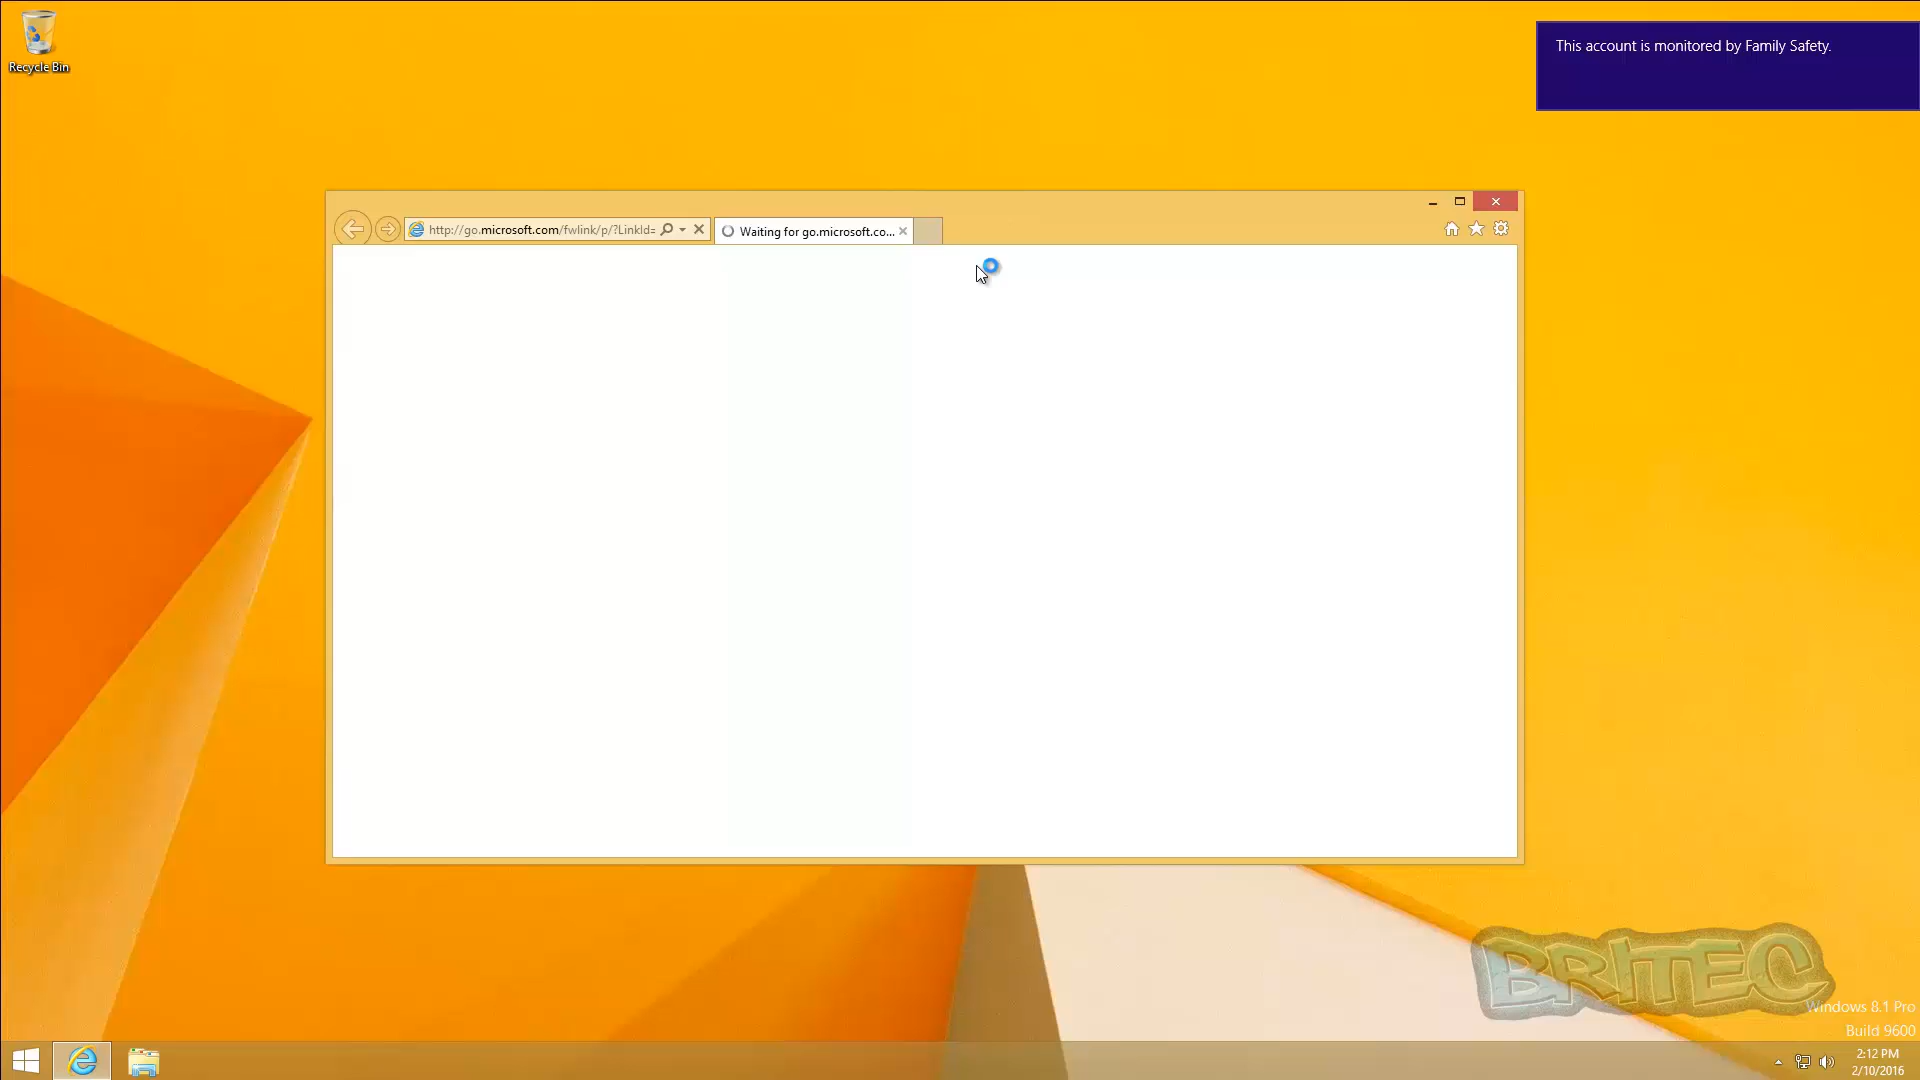 Recycle Bin
This account is monitored by Family Safety.
http://go.microsoft.com/fwlink/p/?LinkId=
Waiting for go.microsoft.co...
BRITEC
Windows 8.1 Pro
Build 9600
2:12 PM
2/10/2016